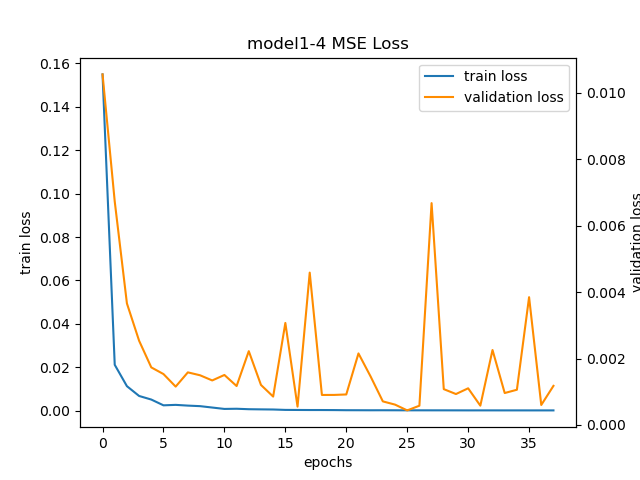 model1-4 MSE Loss
train loss
validation loss
train loss
0.16
0.14
0.12
0.10
0.08
0.06
0.04
0.02
0.00
0.010
0.008
0.006
0.004
0.002
0.000
validation loss
0 5 10 15 20 25 30 35
epochs